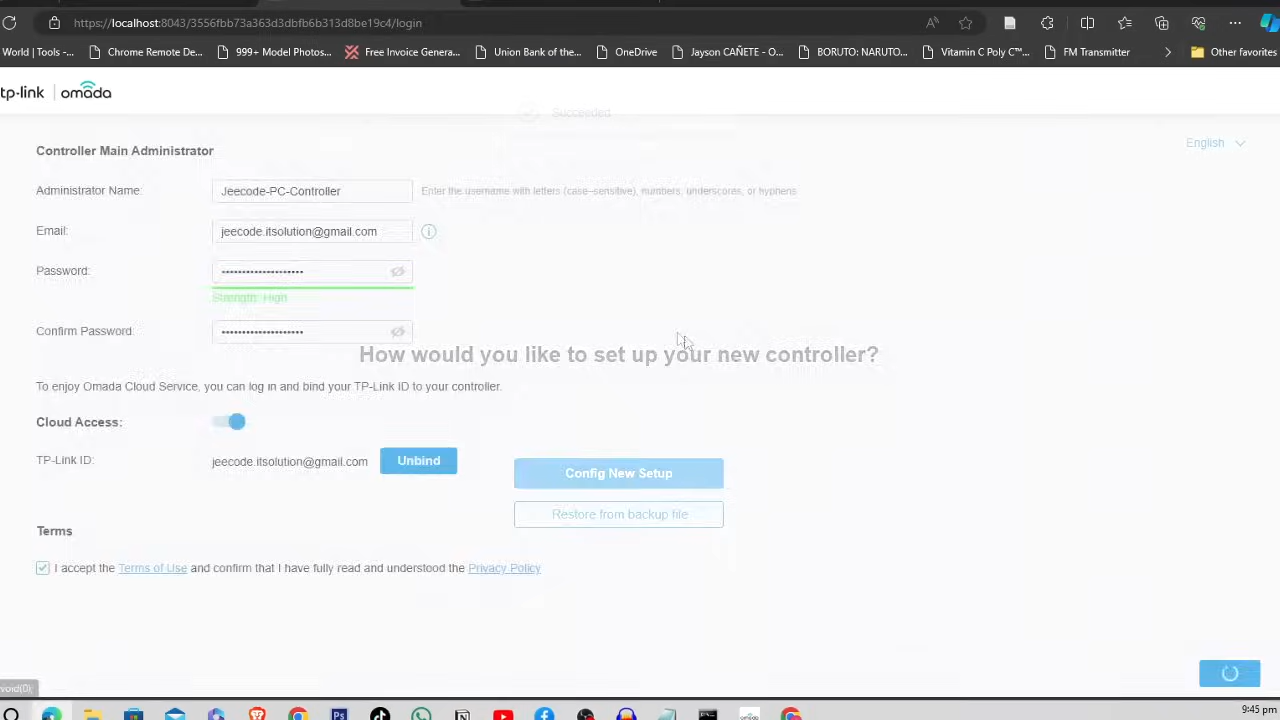 https://localhost:8043/3556fbb73a363d3dbfb6b313d8be19c4/login
World | Tools -...
Chrome Remote De...
999+ Model Photos...
Free Invoice Genera...
Union Bank of the...
OneDrive
Jayson CAÑETE - O...
BORUTO: NARUTO...
Vitamin C Poly C™...
FM Transmitter
Other favorites
tp-link | omada
Succeeded
Controller Main Administrator
English
Administrator Name:
Jeecode-PC-Controller
Enter the username with letters (case-sensitive), numbers, underscores, or hyphens
Email:
jeecode.itsolution@gmail.com
Password:
Strength: High
Confirm Password:
How would you like to set up your new controller?
To enjoy Omada Cloud Service, you can log in and bind your TP-Link ID to your controller.
Cloud Access:
TP-Link ID:
jeecode.itsolution@gmail.com
Unbind
Config New Setup
Restore from backup file
Terms
I accept the Terms of Use and confirm that I have fully read and understood the Privacy Policy
void(0)
9:45 pm